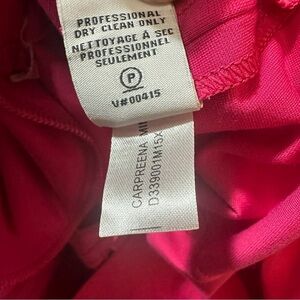 PROFESSIONAL
DRY CLEAN ONLY
NETTOYAGE À SEC
PROFESSIONNEL
SEULEMENT
P
V#00415
CARPREENA
D339001M15X